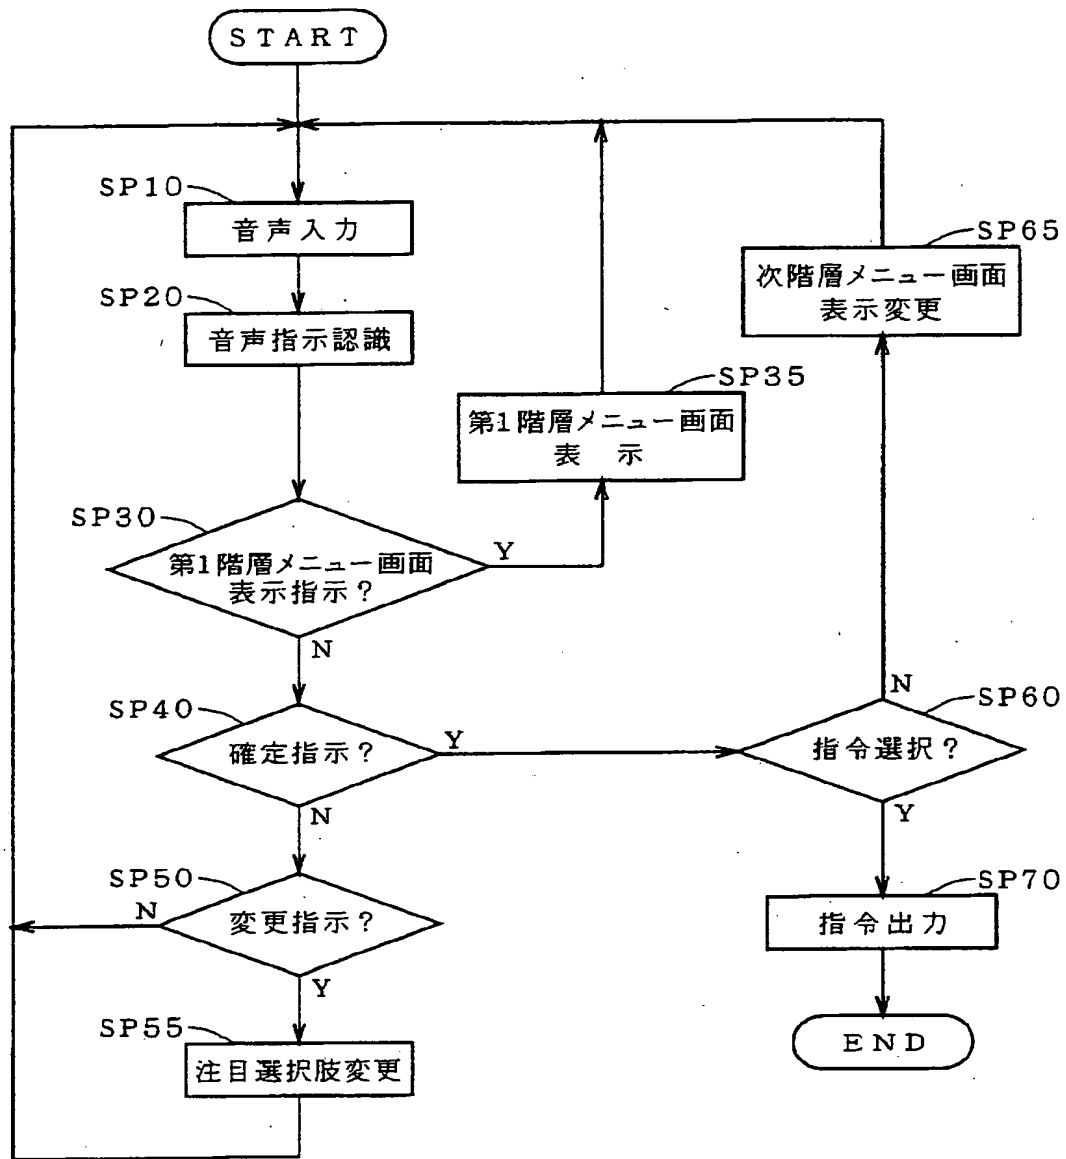 START
SP10
音声入力
SP20
音声指示認識
SP65
次階層メニュー画面
表示変更
SP35
第1階層メニュー画面
表 示
SP30
第1階層メニュー画面
表示指示?
Y
N
SP40
確定指示?
Y
N
SP60
指令選択?
N
Y
SP50
変更指示?
N
Y
SP70
指令出力
SP55
注目選択肢変更
END